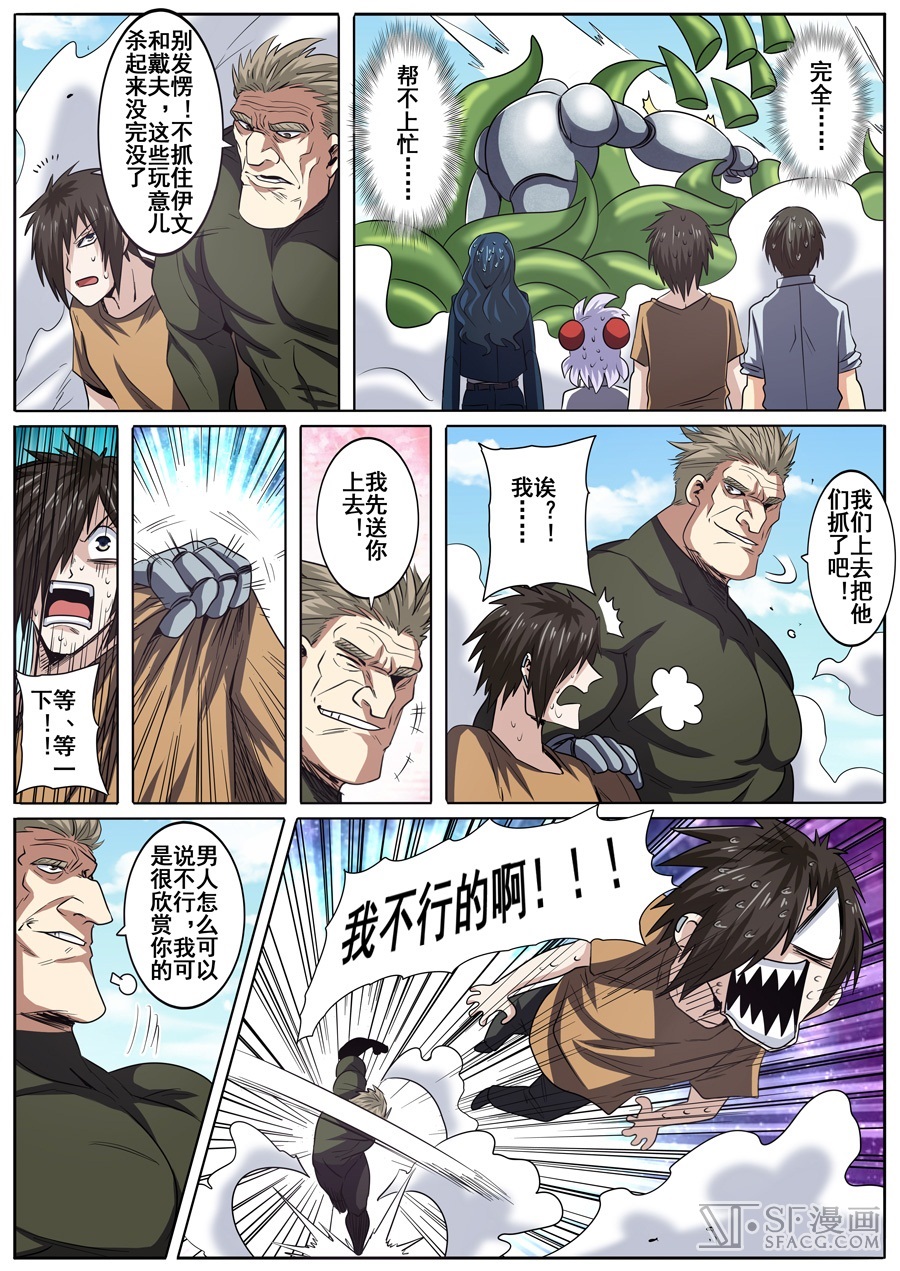 完全……
帮不上忙……
别发愣！不抓住伊文
和戴夫，这些玩意儿
杀起来没完没了
我们上去把他
们抓了吧！
诶？！
我……
我先送你
上去！
等、等一
下！！
我不行的啊！！！
男人怎么可以
说不行，我可
是很欣赏你的
SF漫画
SFACG.COM